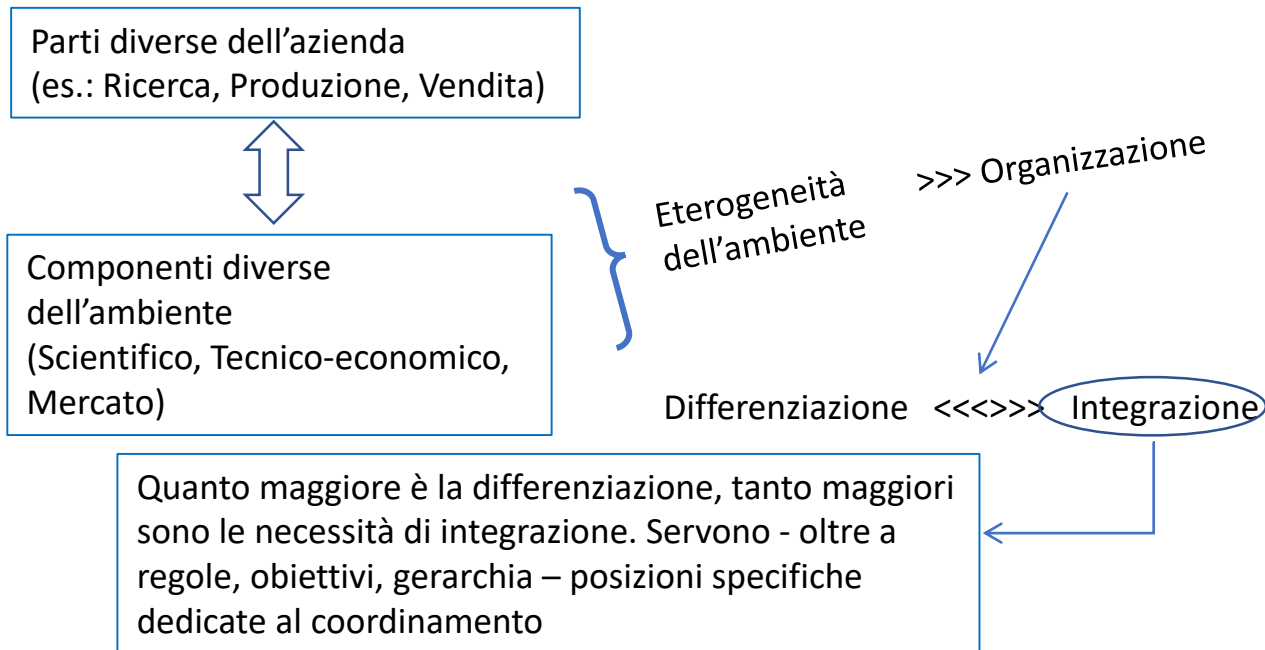 Parti diverse dell’azienda
(es.: Ricerca, Produzione, Vendita)
Componenti diverse
dell’ambiente
(Scientifico, Tecnico-economico,
Mercato)
Eterogeneità >>> Organizzazione
dell’ambiente
Differenziazione <<<>>> Integrazione
Quanto maggiore è la differenziazione, tanto maggiori
sono le necessità di integrazione. Servono - oltre a
regole, obiettivi, gerarchia – posizioni specifiche
dedicate al coordinamento